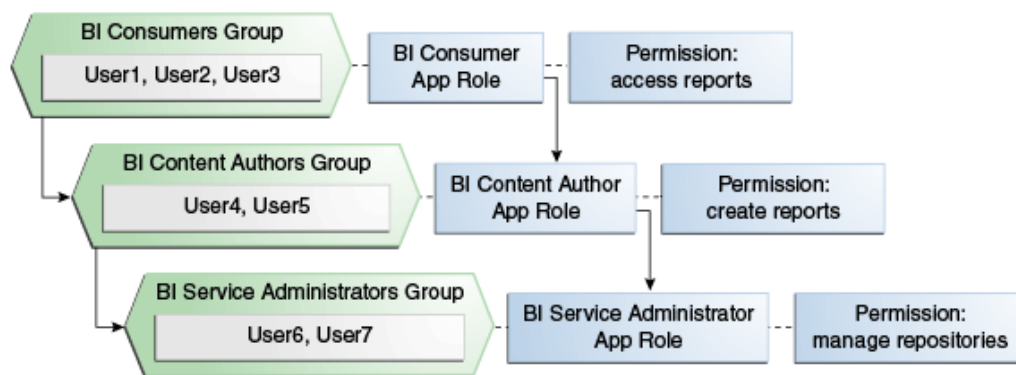 BI Consumers Group
User1, User2, User3
BI Consumer
App Role
Permission:
access reports
BI Content Authors Group
User4, User5
BI Content Author
App Role
Permission:
create reports
BI Service Administrators Group
User6, User7
BI Service Administrator
App Role
Permission:
manage repositories